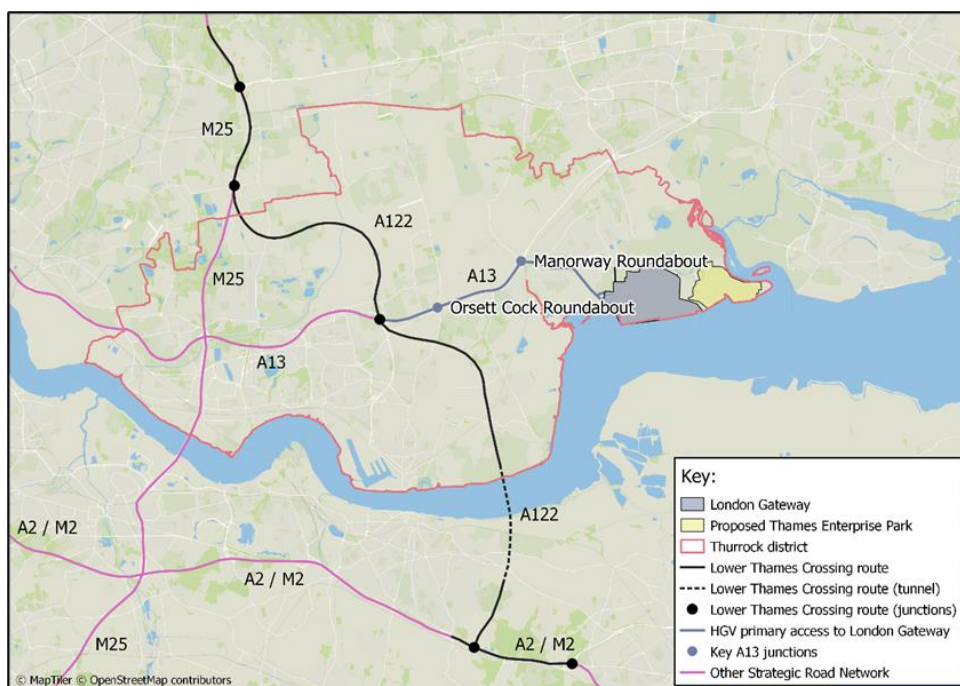 M25
A122
M25
Manorway Roundabout
A13
Orsett Cock Roundabout
A13
A122
A2 / M2
A2 / M2
A2 / M2
M25
Key:
London Gateway
Proposed Thames Enterprise Park
Thurrock district
Lower Thames Crossing route
Lower Thames Crossing route (tunnel)
Lower Thames Crossing route (junctions)
HGV primary access to London Gateway
Key A13 junctions
Other Strategic Road Network
© MapTiler © OpenStreetMap contributors